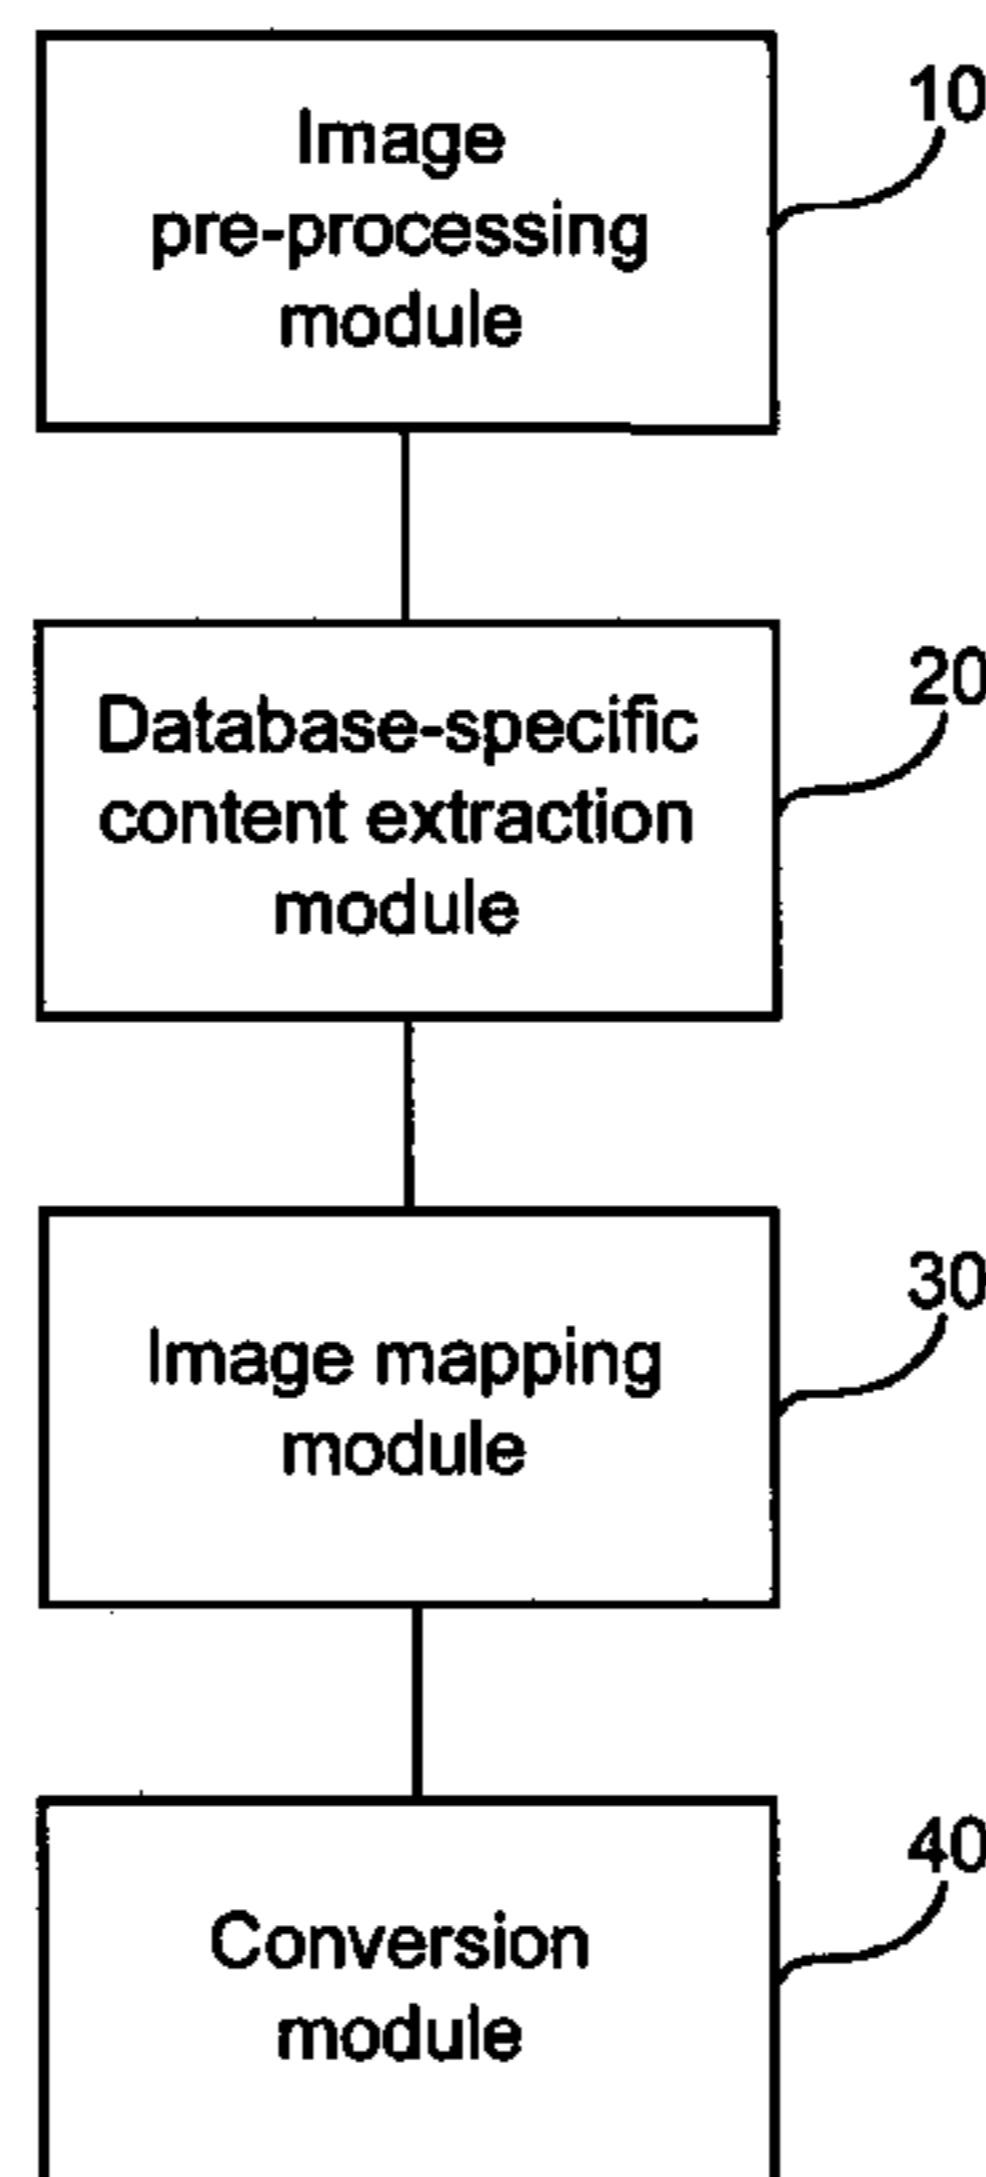 Image
pre-processing
module
10
Database-specific
content extraction
module
20
Image mapping
module
30
Conversion
module
40